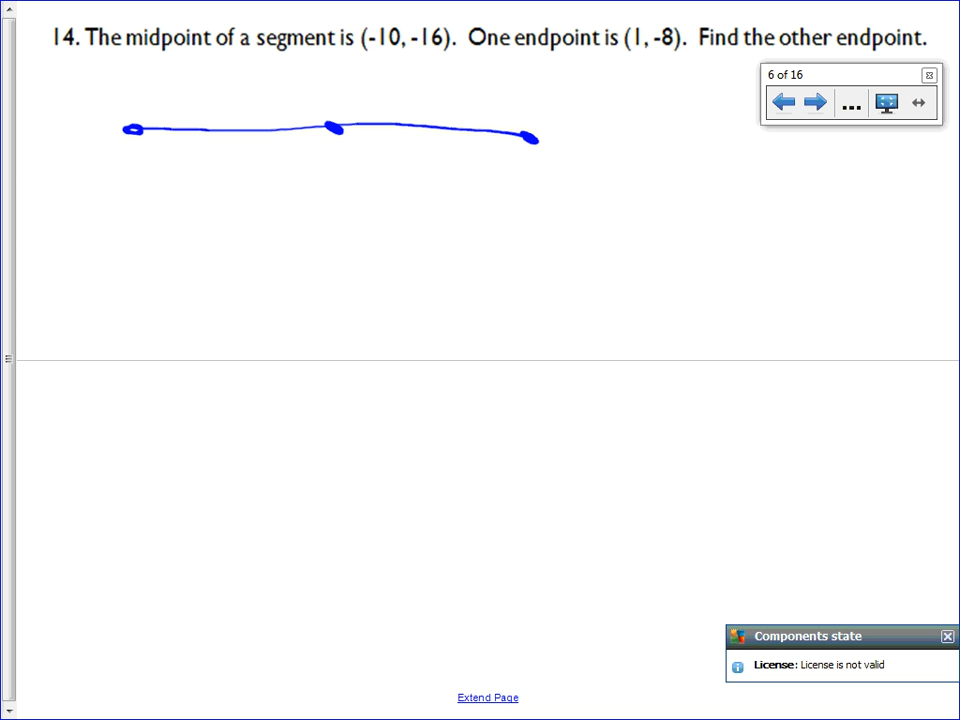 14. The midpoint of a segment is (-10, -16). One endpoint is (1, -8). Find the other endpoint.
6 of 16
...
Components state
License: License is not valid
Extend Page